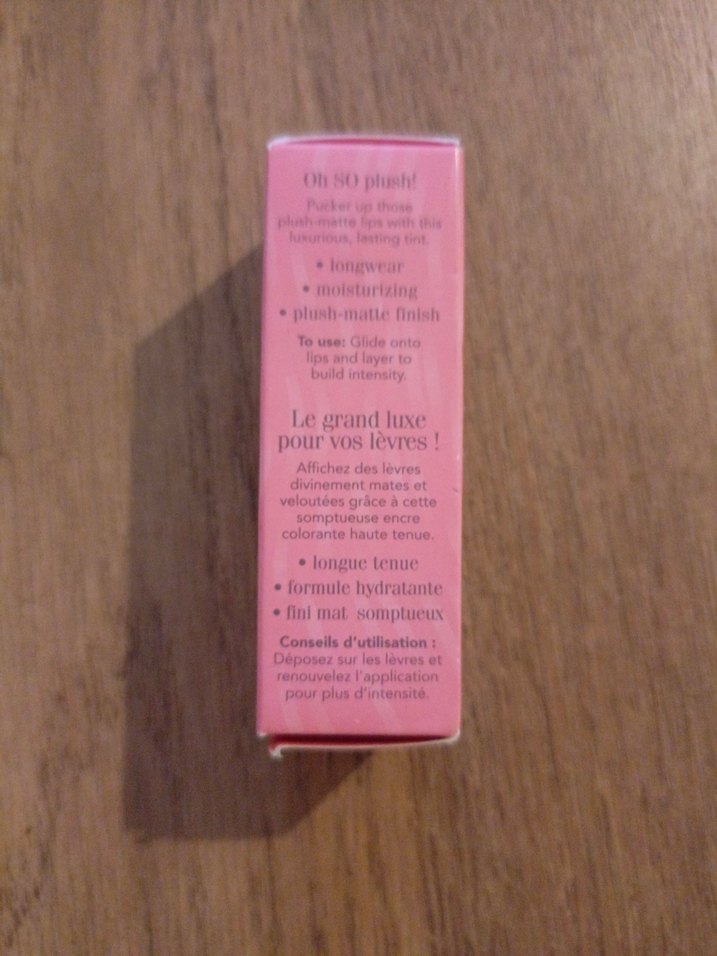 Oh SO plush!
Pucker up those
plush-matte lips with this
luxurious, lasting tint.
• longwear
• moisturizing
• plush-matte finish
To use: Glide onto
lips and layer to
build intensity.
Le grand luxe
pour vos lèvres !
Affichez des lèvres
divinement mates et
veloutées grâce à cette
somptueuse encre
colorante haute tenue.
• longue tenue
• formule hydratante
• fini mat somptueux
Conseils d'utilisation :
Déposez sur les lèvres et
renouvelez l'application
pour plus d'intensité.